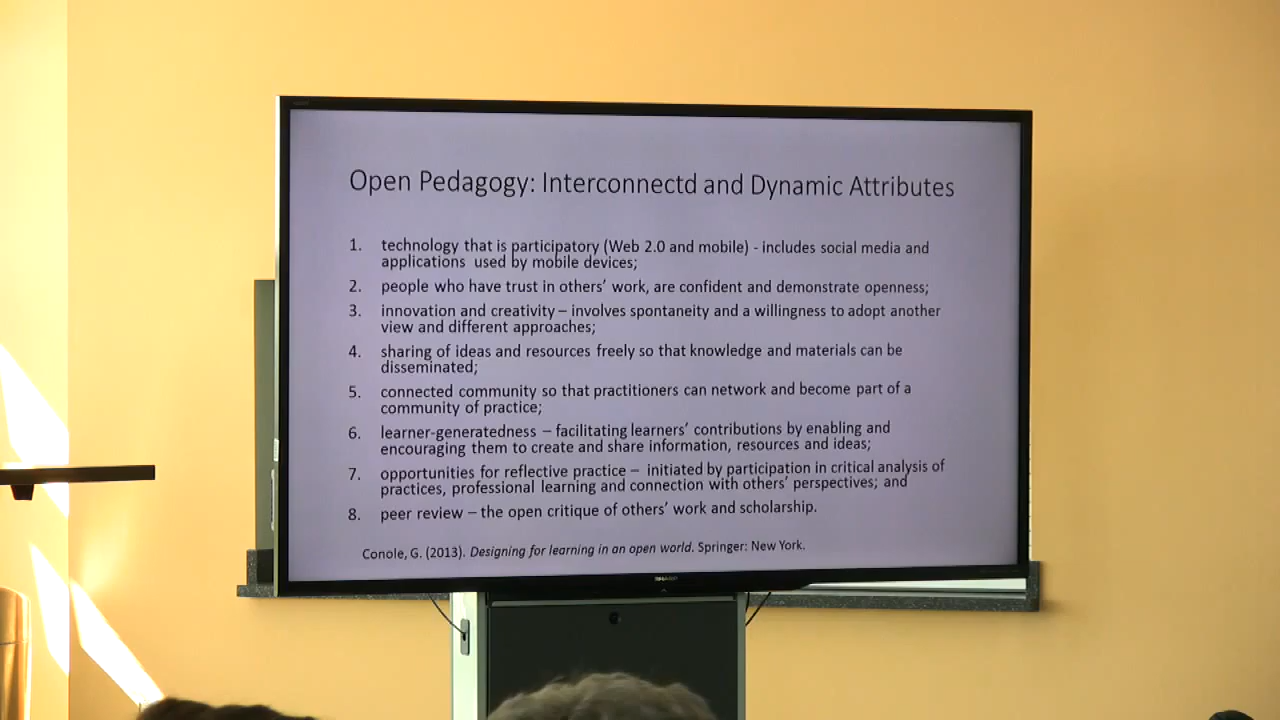 Open Pedagogy: Interconnectd and Dynamic Attributes
1. technology that is participatory (Web 2.0 and mobile) - includes social media and
applications used by mobile devices;
2. people who have trust in others' work, are confident and demonstrate openness;
3. innovation and creativity – involves spontaneity and a willingness to adopt another
view and different approaches;
4. sharing of ideas and resources freely so that knowledge and materials can be
disseminated;
5. connected community so that practitioners can network and become part of a
community of practice;
6. learner-generatedness – facilitating learners' contributions by enabling and
encouraging them to create and share information, resources and ideas;
7. opportunities for reflective practice – initiated by participation in critical analysis of
practices, professional learning and connection with others' perspectives; and
8. peer review – the open critique of others' work and scholarship.
Conole, G. (2013). Designing for learning in an open world. Springer: New York.
SHARP